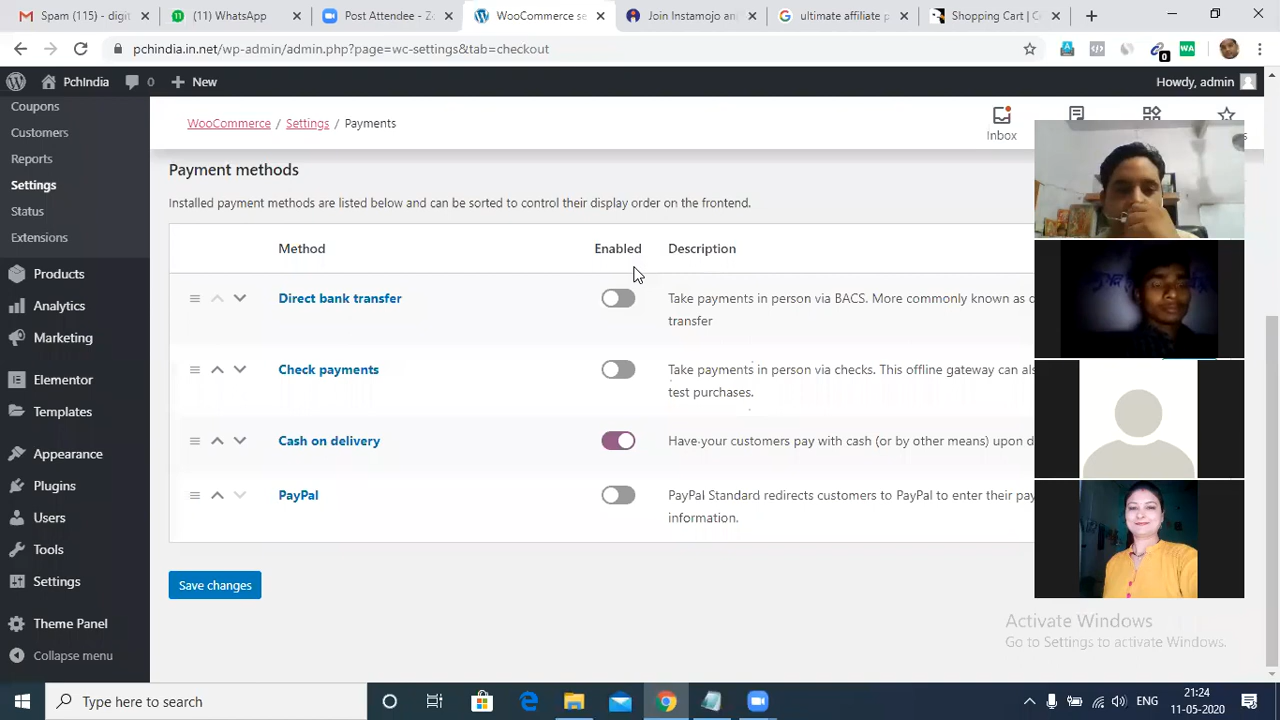 Spam (115) - digit
(11) WhatsApp
Post Attendee - Zo
WooCommerce se
Join Instamojo an
ultimate affiliate p
Shopping Cart (
pchindia.in.net/wp-admin/admin.php?page=wc-settings&tab=checkout
0
WA
PchIndia
0
New
Howdy, admin
Coupons
Customers
Reports
Settings
Status
Extensions
Products
Analytics
Marketing
Elementor
Templates
Appearance
Plugins
Users
Tools
Settings
Theme Panel
Collapse menu
WooCommerce / Settings / Payments
Inbox
Payment methods
Installed payment methods are listed below and can be sorted to control their display order on the frontend.
Method Enabled Description
Direct bank transfer
Take payments in person via BACS. More commonly known as d
transfer
Check payments
Take payments in person via checks. This offline gateway can als
test purchases.
Cash on delivery
Have your customers pay with cash (or by other means) upon d
PayPal
PayPal Standard redirects customers to PayPal to enter their pay
information.
Save changes
Activate Windows
Go to Settings to activate Windows.
Type here to search
ENG
21:24
11-05-2020